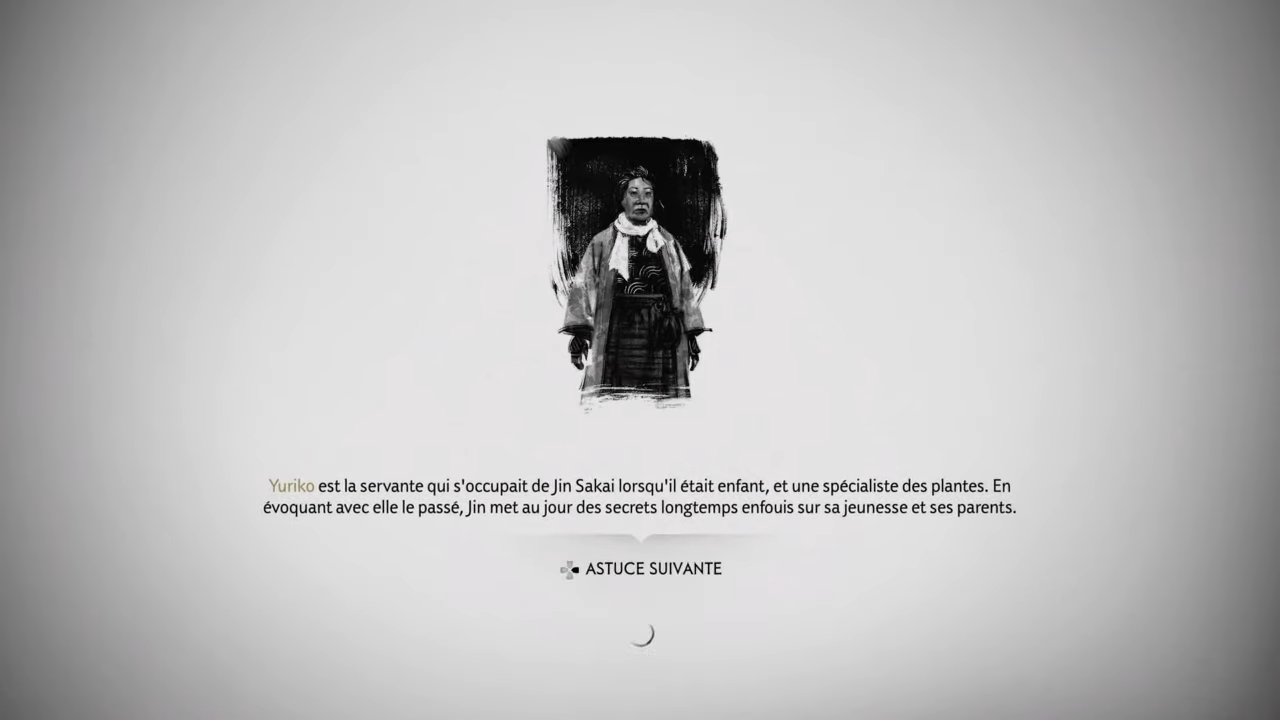 Yuriko est la servante qui s'occupait de Jin Sakai lorsqu'il était enfant, et une spécialiste des plantes. En
évoquant avec elle le passé, Jin met au jour des secrets longtemps enfouis sur sa jeunesse et ses parents.
ASTUCE SUIVANTE